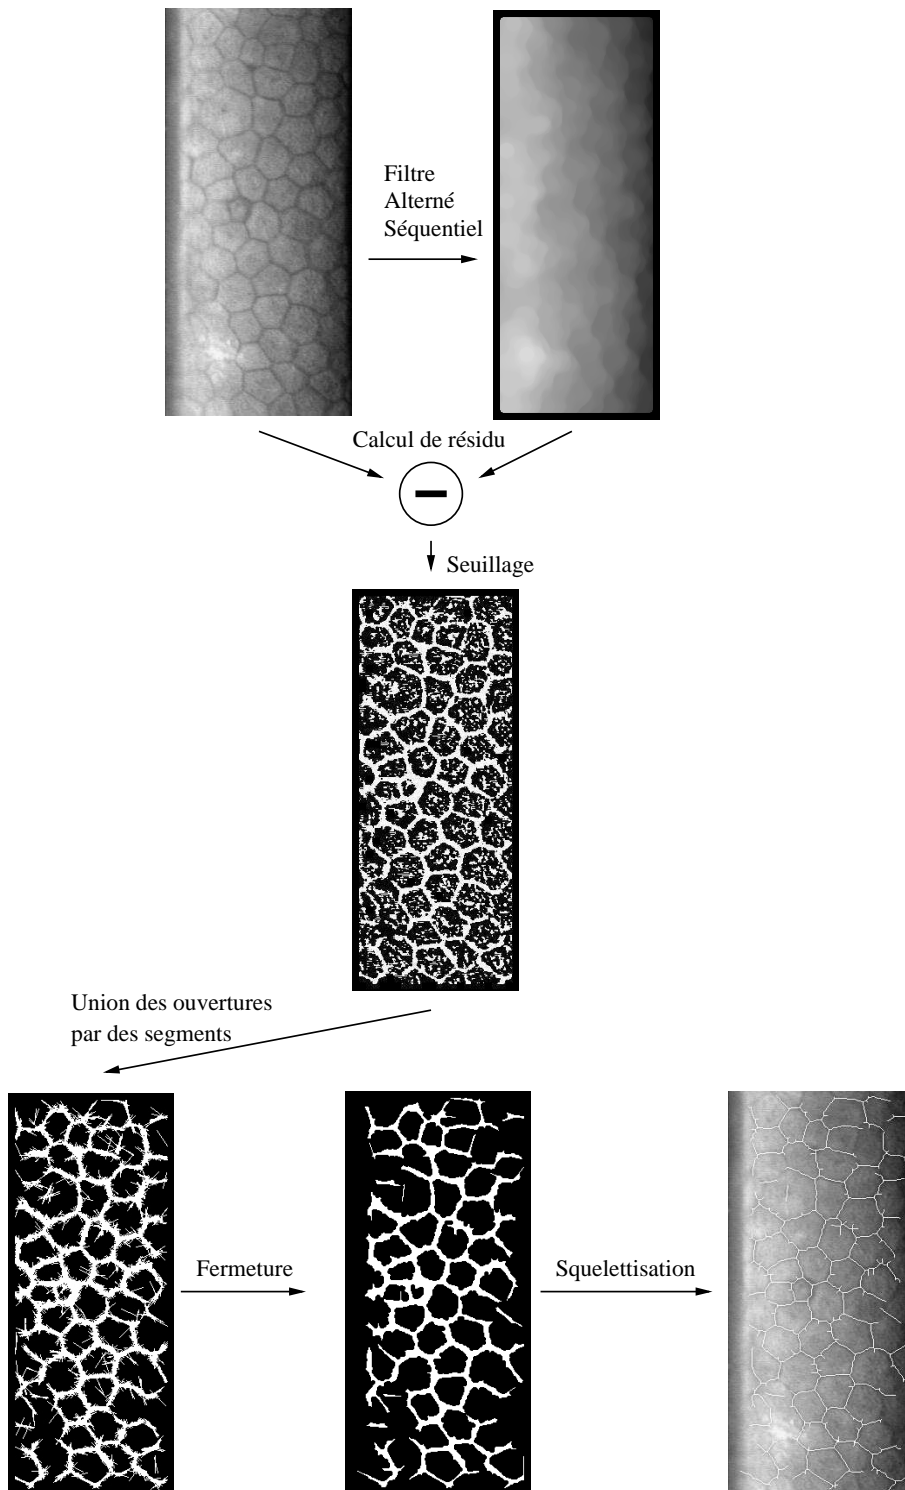 Filtre
Alterné
Séquentiel
Calcul de résidu
Seuillage
Union des ouvertures
par des segments
Fermeture
Squelettisation